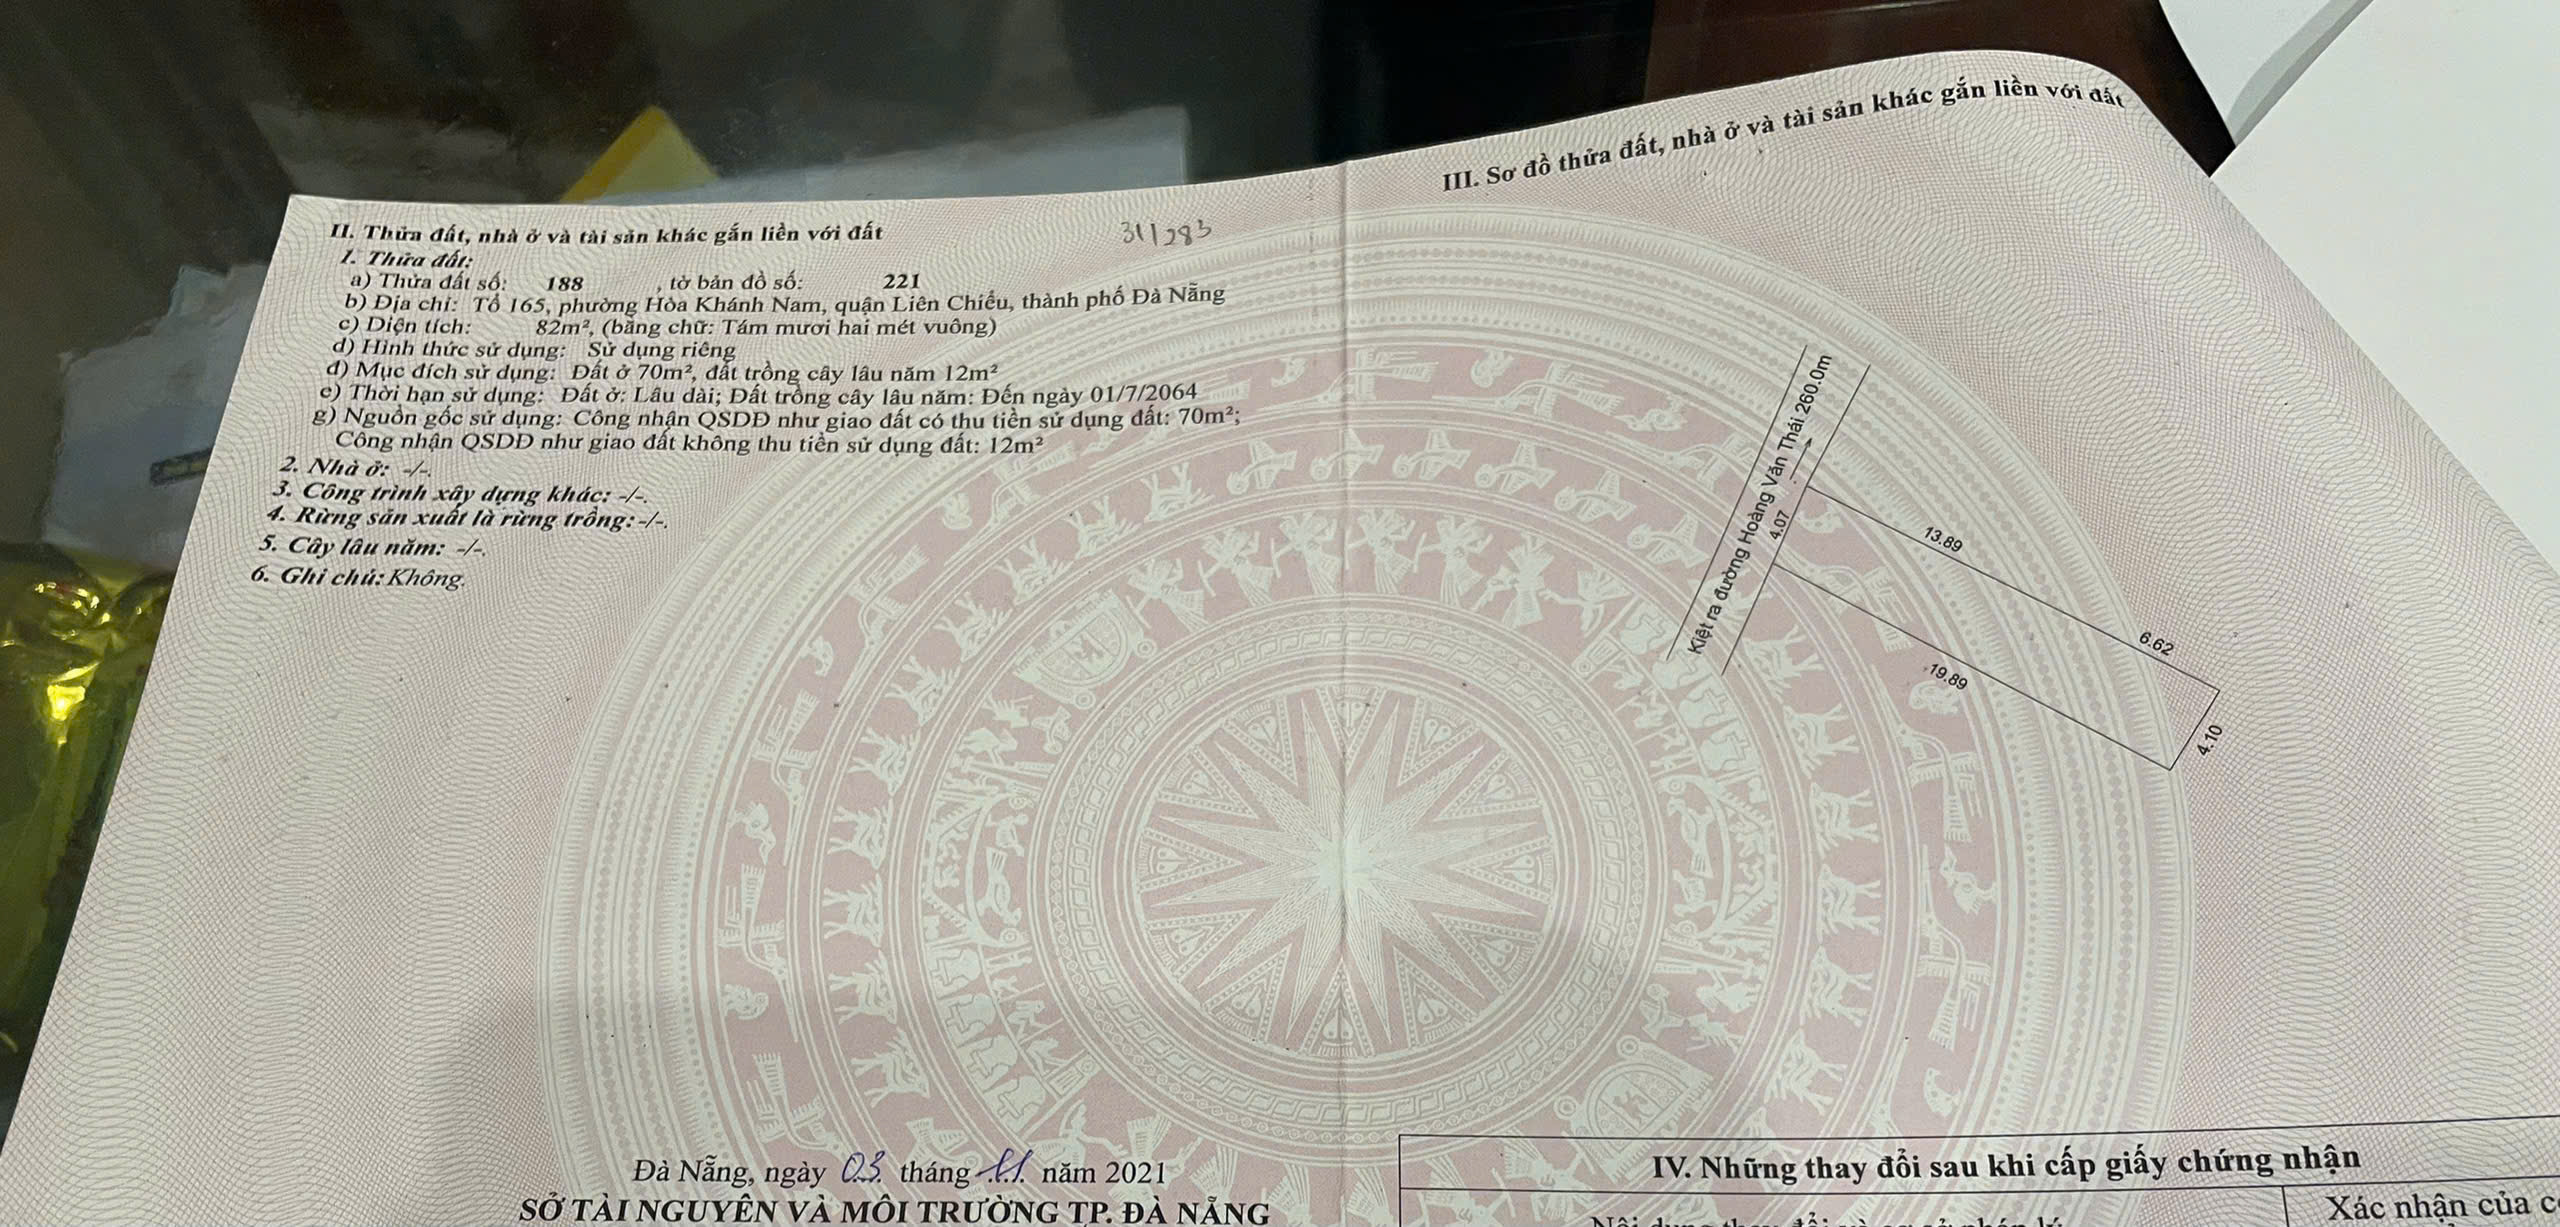 II. Thửa đất, nhà ở và tài sản khác gắn liền với đất
311283
1. Thửa đất:
a) Thửa đất số: 188 , tờ bản đồ số: 221
b) Địa chỉ: Tổ 165, phường Hòa Khánh Nam, quận Liên Chiểu, thành phố Đà Nẵng
c) Diện tích: 82m², (bằng chữ: Tám mươi hai mét vuông)
d) Hình thức sử dụng: Sử dụng riêng
đ) Mục đích sử dụng: Đất ở 70m², đất trồng cây lâu năm 12m²
e) Thời hạn sử dụng: Đất ở: Lâu dài; Đất trồng cây lâu năm: Đến ngày 01/7/2064
g) Nguồn gốc sử dụng: Công nhận QSDĐ như giao đất có thu tiền sử dụng đất: 70m²;
Công nhận QSDĐ như giao đất không thu tiền sử dụng đất: 12m²
2. Nhà ở: -/-.
3. Công trình xây dựng khác: -/-.
4. Rừng sản xuất là rừng trồng: -/-.
5. Cây lâu năm: -/-.
6. Ghi chú: Không.
Đà Nẵng, ngày 03 tháng 11 năm 2021
SỞ TÀI NGUYÊN VÀ MÔI TRƯỜNG TP. ĐÀ NẴNG
III. Sơ đồ thửa đất, nhà ở và tài sản khác gắn liền với đất
Kiệt ra đường Hoàng Văn Thái 260.0m
4.07
13.89
6.62
19.89
4.10
IV. Những thay đổi sau khi cấp giấy chứng nhận
Xác nhận của